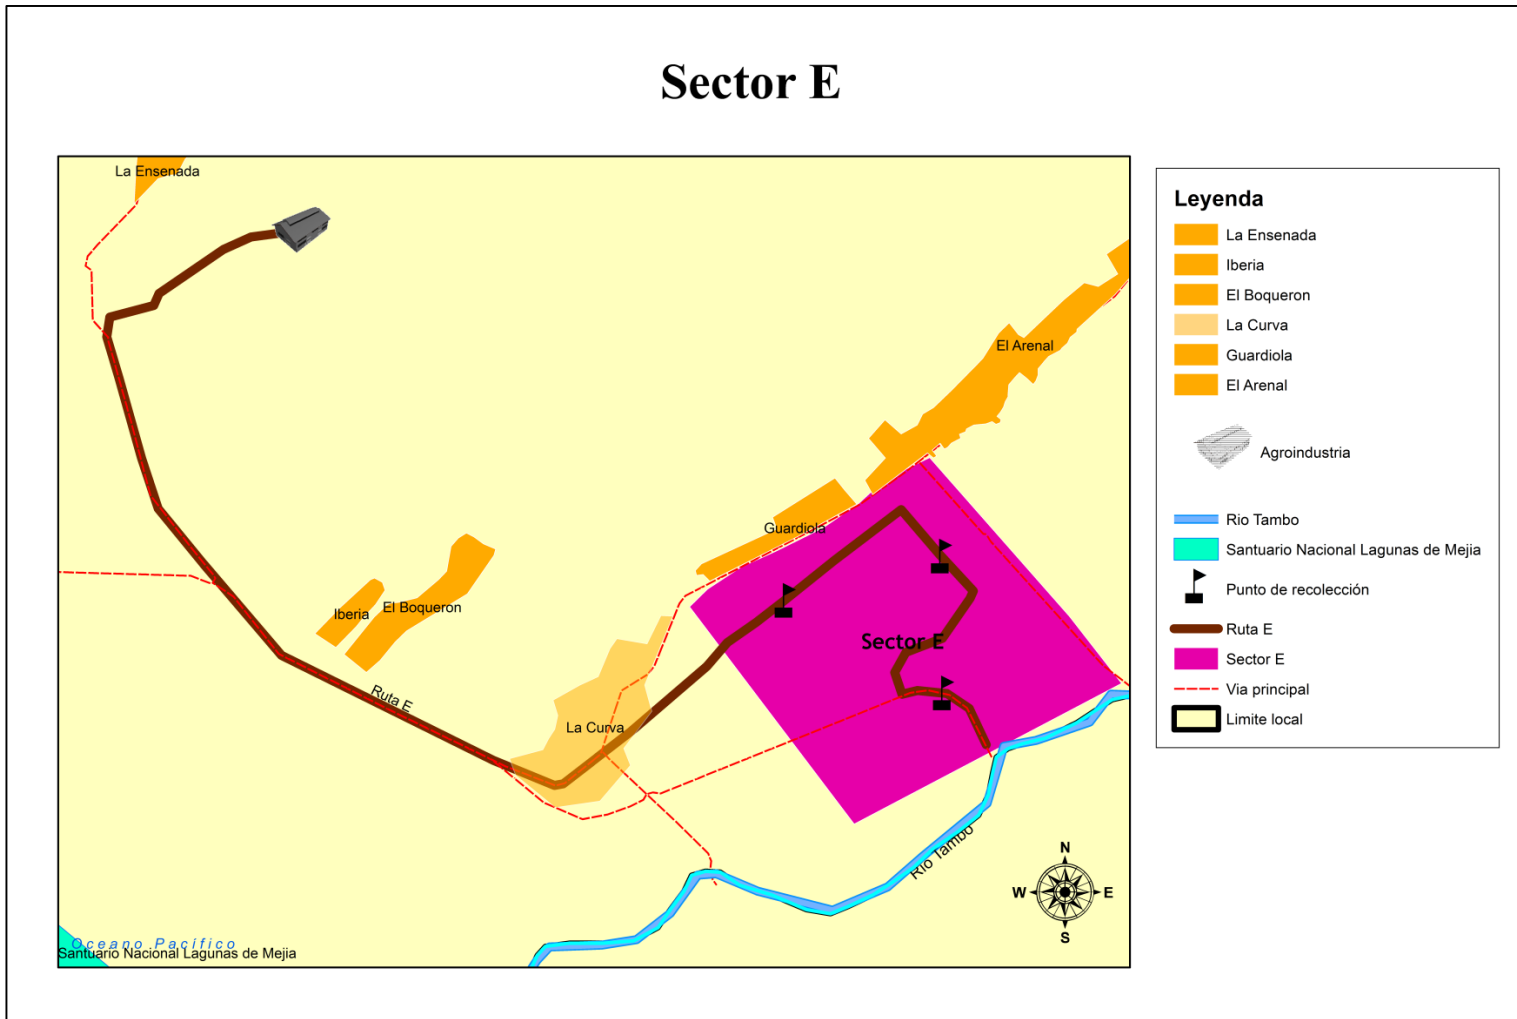 Sector E
La Ensenada
El Arenal
Guardiola
Iberia
El Boqueron
Sector E
Ruta E
La Curva
Rio Tambo
N
W
E
S
Oceano Pacífico
Santuario Nacional Lagunas de Mejia
Leyenda
La Ensenada
Iberia
El Boqueron
La Curva
Guardiola
El Arenal
Agroindustria
Rio Tambo
Santuario Nacional Lagunas de Mejia
Punto de recolección
Ruta E
Sector E
Via principal
Limite local